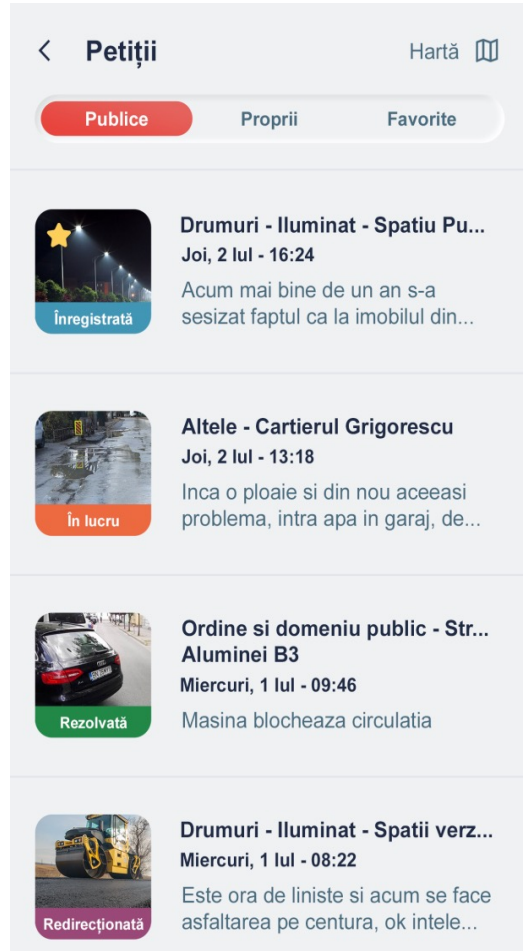 Petiții
Hartă
Publice
Proprii
Favorite
Drumuri - Iluminat - Spatiu Pu...
Joi, 2 Iul - 16:24
Acum mai bine de un an s-a
sesizat faptul ca la imobilul din...
Înregistrată
Altele - Cartierul Grigorescu
Joi, 2 Iul - 13:18
Inca o ploaie si din nou aceeasi
problema, intra apa in garaj, de...
În lucru
Ordine si domeniu public - Str...
Aluminei B3
Miercuri, 1 Iul - 09:46
Masina blocheaza circulatia
Rezolvată
Drumuri - Iluminat - Spatii verz...
Miercuri, 1 Iul - 08:22
Este ora de liniste si acum se face
asfaltarea pe centura, ok intele...
Redirecționată